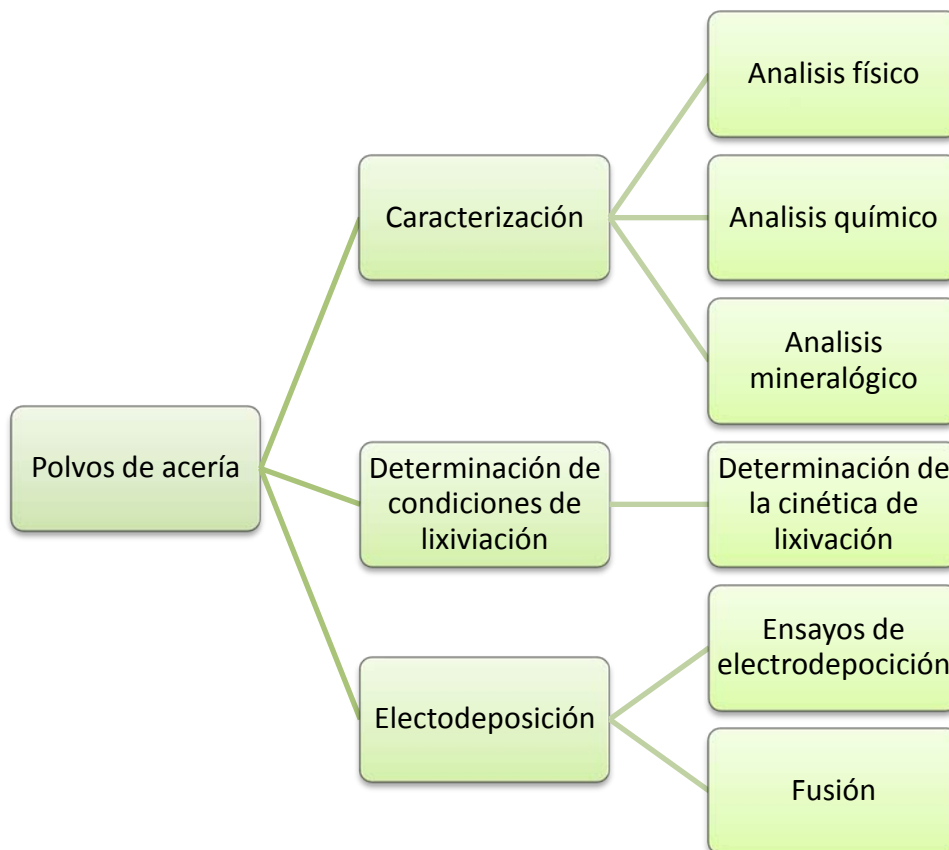 Polvos de acería
Caracterización
Analisis físico
Analisis químico
Analisis
mineralógico
Determinación de
condiciones de
lixiviación
Determinación de
la cinética de
lixivación
Electodeposición
Ensayos de
electrodepocición
Fusión